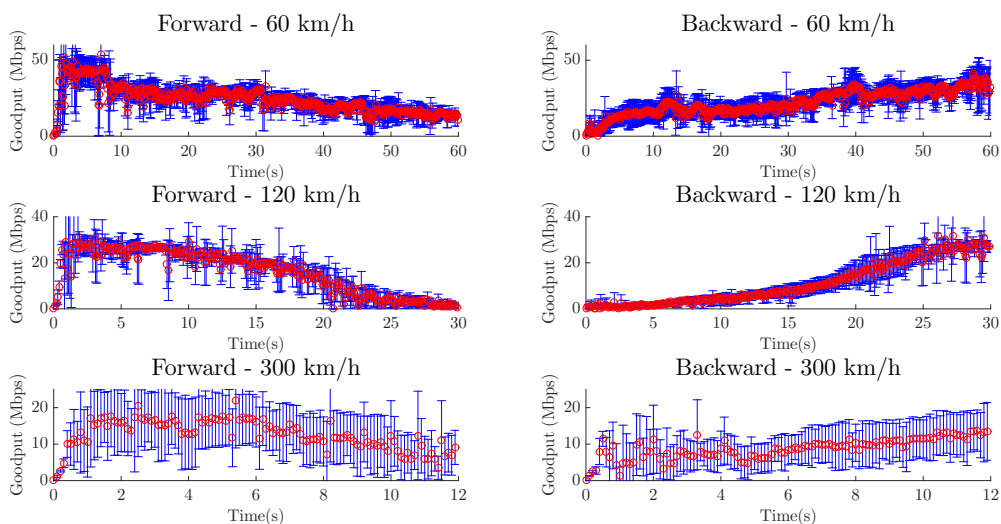 Forward - 60 km/h
Goodput (Mbps)
50
0
0 10 20 30 40 50 60
Time(s)
Backward - 60 km/h
Goodput (Mbps)
50
0
0 10 20 30 40 50 60
Time(s)
Forward - 120 km/h
Goodput (Mbps)
40
20
0
0 5 10 15 20 25 30
Time(s)
Backward - 120 km/h
Goodput (Mbps)
40
20
0
0 5 10 15 20 25 30
Time(s)
Forward - 300 km/h
Goodput (Mbps)
20
10
0
0 2 4 6 8 10 12
Time(s)
Backward - 300 km/h
Goodput (Mbps)
20
10
0
0 2 4 6 8 10 12
Time(s)